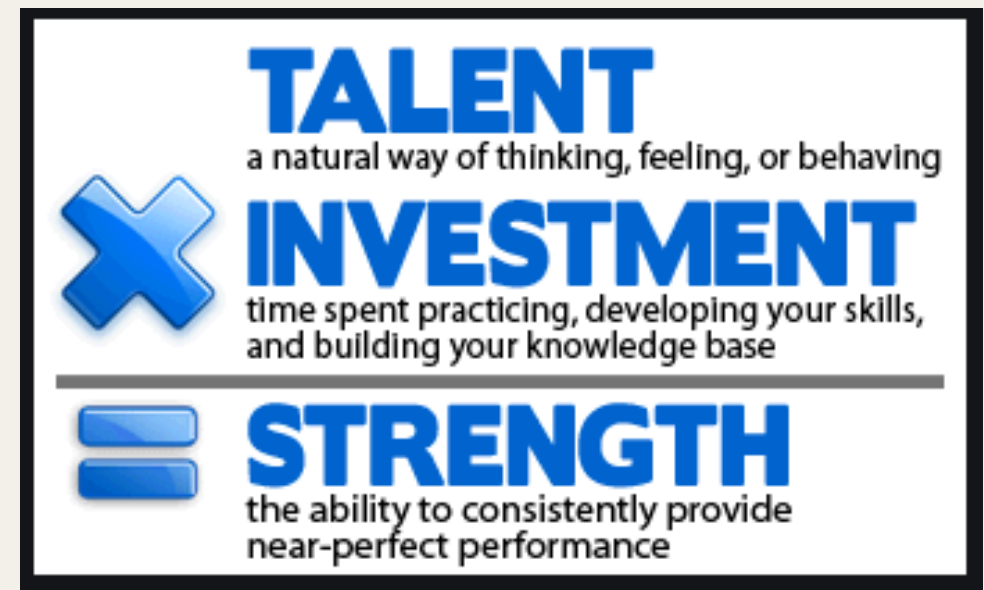 TALENT
a natural way of thinking, feeling, or behaving
INVESTMENT
time spent practicing, developing your skills,
and building your knowledge base
STRENGTH
the ability to consistently provide
near-perfect performance